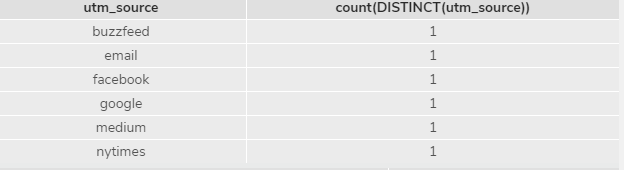 utm_source count(DISTINCT(utm_source))
buzzfeed 1
email 1
facebook 1
google 1
medium 1
nytimes 1